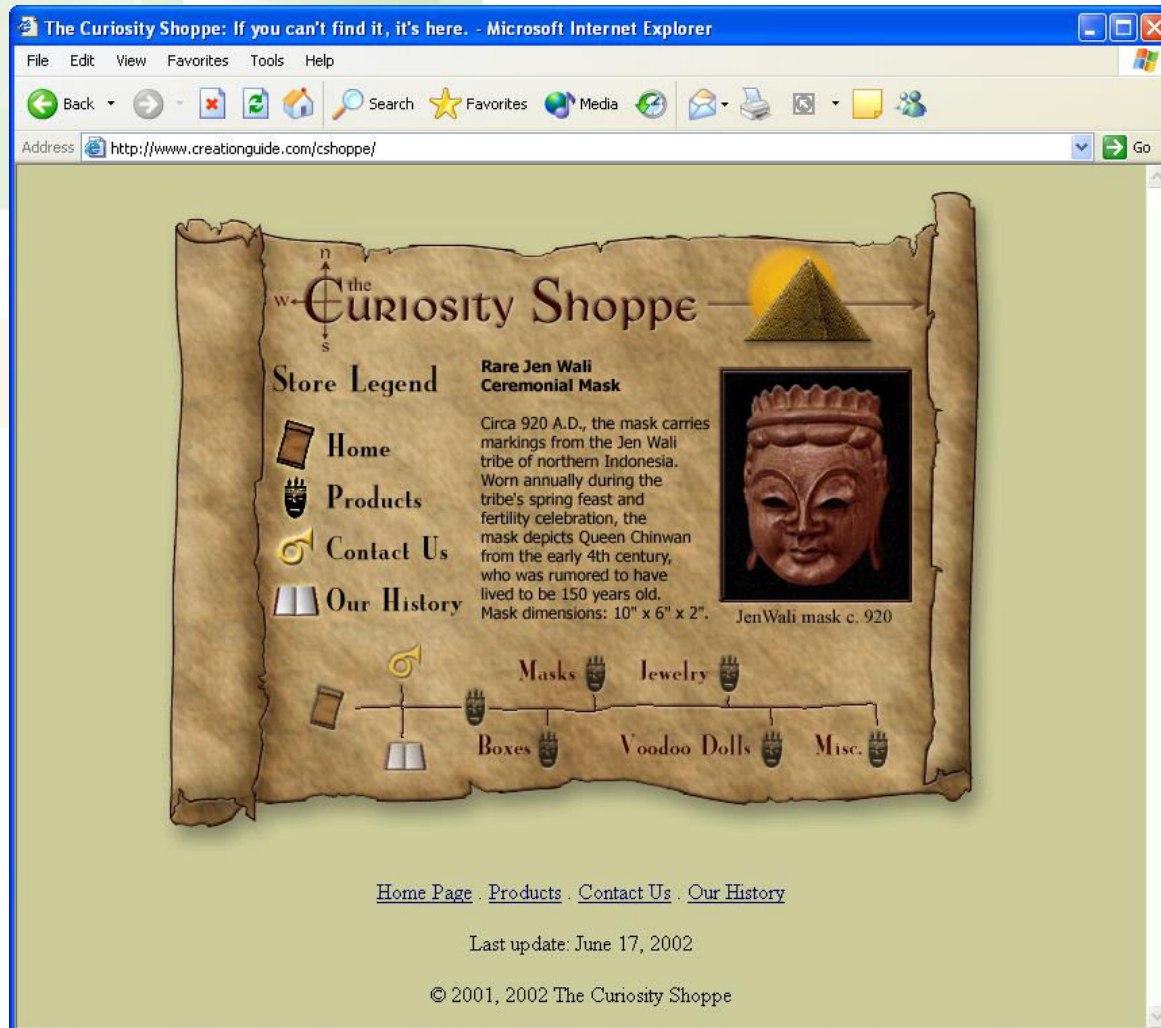 The Curiosity Shoppe: If you can't find it, it's here. - Microsoft Internet Explorer
File Edit View Favorites Tools Help
Back Search Favorites Media
Address http://www.creationguide.com/cshoppe/ Go
n
w
s
the Curiosity Shoppe
Store Legend
Home
Products
Contact Us
Our History
Rare Jen Wali
Ceremonial Mask
Circa 920 A.D., the mask carries
markings from the Jen Wali
tribe of northern Indonesia.
Worn annually during the
tribe's spring feast and
fertility celebration, the
mask depicts Queen Chinwan
from the early 4th century,
who was rumored to have
lived to be 150 years old.
Mask dimensions: 10" x 6" x 2".
JenWali mask c. 920
Masks Jewelry
Boxes Voodoo Dolls Misc.
Home Page . Products . Contact Us . Our History
Last update: June 17, 2002
© 2001, 2002 The Curiosity Shoppe